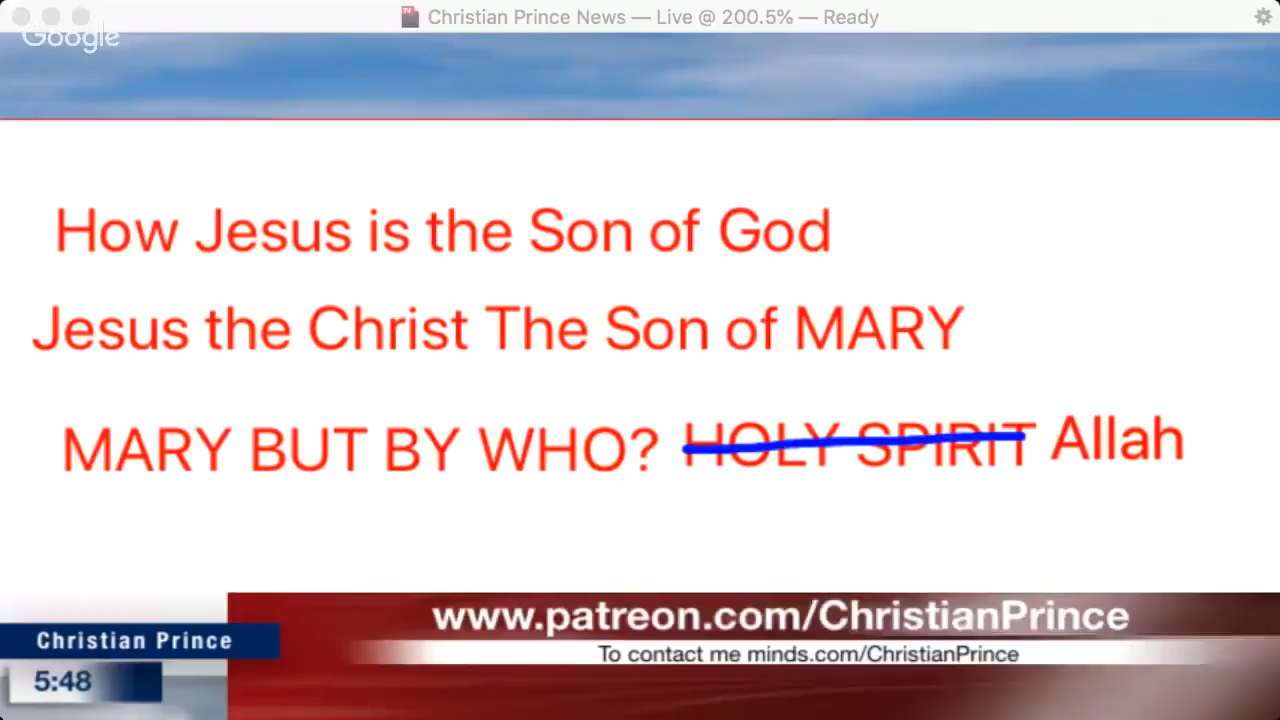 Christian Prince News — Live @ 200.5% — Ready
Google
How Jesus is the Son of God
Jesus the Christ The Son of MARY
MARY BUT BY WHO? HOLY SPIRIT Allah
www.patreon.com/ChristianPrince
To contact me minds.com/ChristianPrince
Christian Prince
5:48